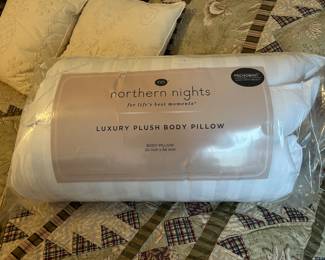 northern nights
for life's best moments
LUXURY PLUSH BODY PILLOW
BODY PILLOW